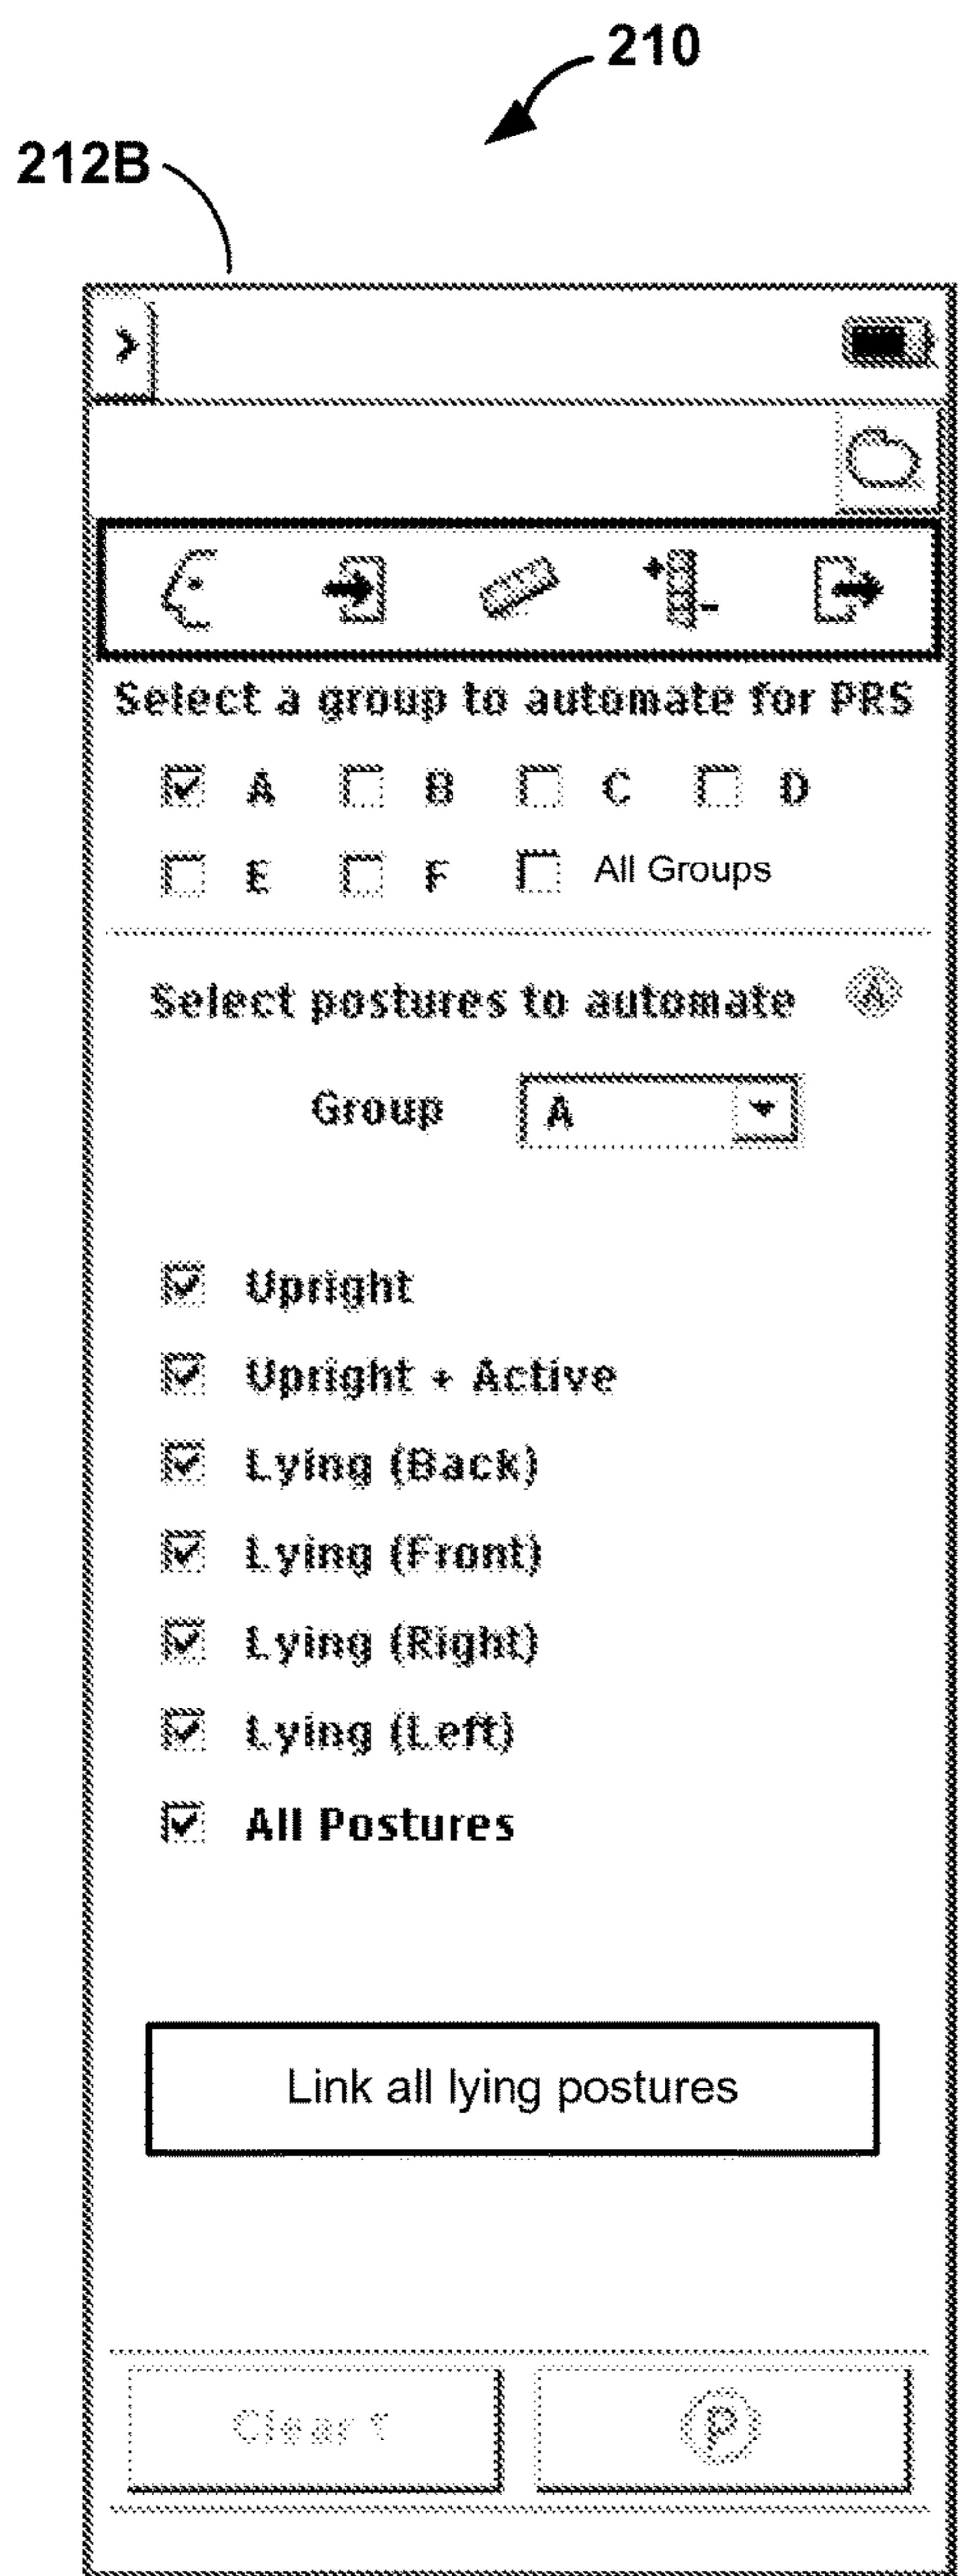 210
212B
Select a group to automate for PRS
A B C D
E F All Groups
Select postures to automate A
Group A
Upright
Upright + Active
Lying (Back)
Lying (Front)
Lying (Right)
Lying (Left)
All Postures
Link all lying postures
Clear
P